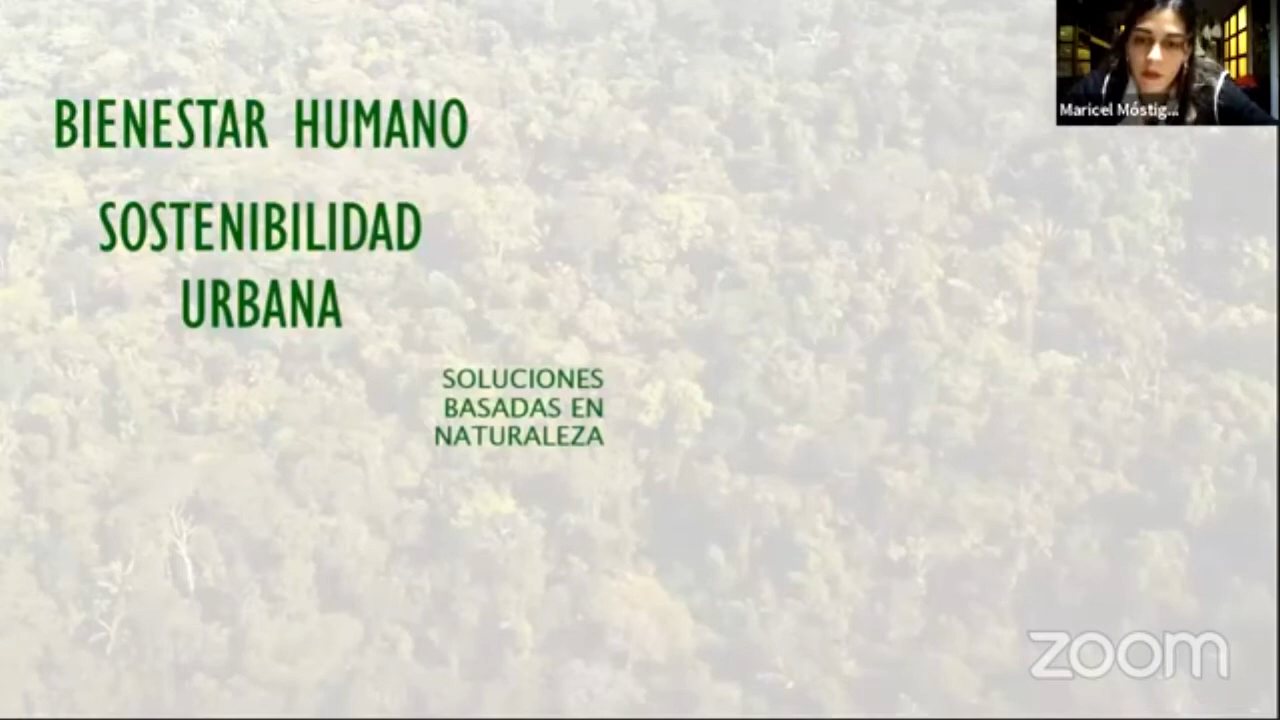 BIENESTAR HUMANO
SOSTENIBILIDAD
URBANA
SOLUCIONES
BASADAS EN
NATURALEZA
Maricel Móstig...
zoom